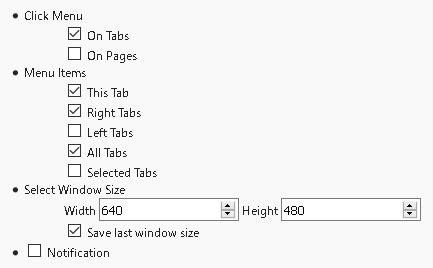 Click Menu
On Tabs
On Pages
Menu Items
This Tab
Right Tabs
Left Tabs
All Tabs
Selected Tabs
Select Window Size
Width 640 Height 480
Save last window size
Notification